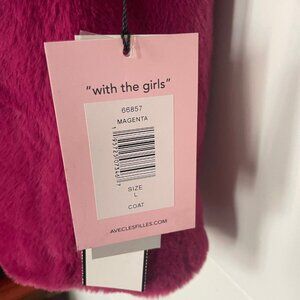 "with the girls"
66857
MAGENTA
SIZE
L
COAT
AVECLESFILLES.COM